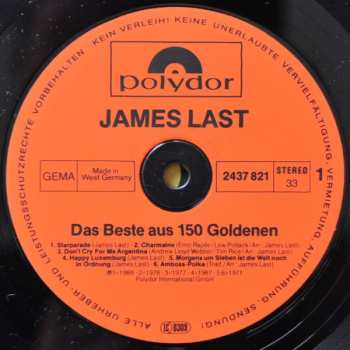 ALLE URHEBER- UND LEISTUNGSSCHUTZRECHTE VORBEHALTEN · KEIN VERLEIH! KEINE UNERLAUBTE VERVIELFÄLTIGUNG, VERMIETUNG, AUFFÜHRUNG, SENDUNG!
polydor
JAMES LAST
GEMA
Made in
West Germany
2437 821
STEREO
33
1
Das Beste aus 150 Goldenen
1. Starparade (James Last) · 2. Charmaine (Ernö Rapée · Lew Pollack / Arr.: James Last)
3. Don't Cry For Me Argentina (Andrew Lloyd Webber / Tim Rice / Arr.: James Last)
4. Happy Luxemburg (James Last) · 5. Morgens um Sieben ist die Welt noch
in Ordnung (James Last) · 6. Amboss-Polka (Trad./ Arr.: James Last)
Polydor International GmbH